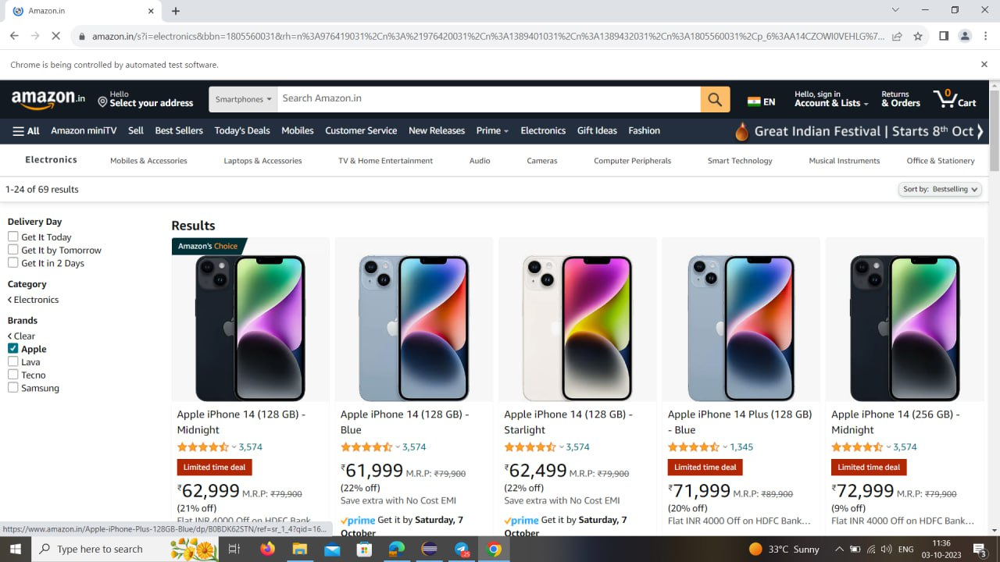 Amazon.in
amazon.in/s?i=electronics&bbn=1805560031&rh=n%3A976419031%2Cn%3A%21976420031%2Cn%3A1389401031%2Cn%3A1389432031%2Cn%3A1805560031%2Cp_6%3AA14CZOWI0VEHLG%7...
Chrome is being controlled by automated test software.
amazon.in
Hello
Select your address
Smartphones
Search Amazon.in
EN
Hello, sign in
Account & Lists
Returns
& Orders
0
Cart
All Amazon miniTV Sell Best Sellers Today's Deals Mobiles Customer Service New Releases Prime Electronics Gift Ideas Fashion
Great Indian Festival | Starts 8th Oct
Electronics Mobiles & Accessories Laptops & Accessories TV & Home Entertainment Audio Cameras Computer Peripherals Smart Technology Musical Instruments Office & Stationery
1-24 of 69 results
Sort by: Bestselling
Delivery Day
Get It Today
Get It by Tomorrow
Get It in 2 Days
Category
Electronics
Brands
Clear
Apple
Lava
Tecno
Samsung
Results
Amazon's Choice
Apple iPhone 14 (128 GB) -
Midnight
3,574
Limited time deal
₹62,999 M.R.P: ₹79,900
(21% off)
Flat INR 4000 Off on HDFC Bank
Apple iPhone 14 (128 GB) -
Blue
3,574
₹61,999 M.R.P: ₹79,900
(22% off)
Save extra with No Cost EMI
prime Get it by Saturday, 7
October
Apple iPhone 14 (128 GB) -
Starlight
3,574
₹62,499 M.R.P: ₹79,900
(22% off)
Save extra with No Cost EMI
prime Get it by Saturday, 7
October
Apple iPhone 14 Plus (128 GB)
- Blue
1,345
Limited time deal
₹71,999 M.R.P: ₹89,900
(20% off)
Flat INR 4000 Off on HDFC Bank...
Apple iPhone 14 (256 GB) -
Midnight
3,574
Limited time deal
₹72,999 M.R.P: ₹79,900
(9% off)
Flat INR 4000 Off on HDFC Bank...
https://www.amazon.in/Apple-iPhone-Plus-128GB-Blue/dp/B0BDK62STN/ref=sr_1_4?qid=16...
Type here to search
25
33°C Sunny
ENG
11:36
03-10-2023
3